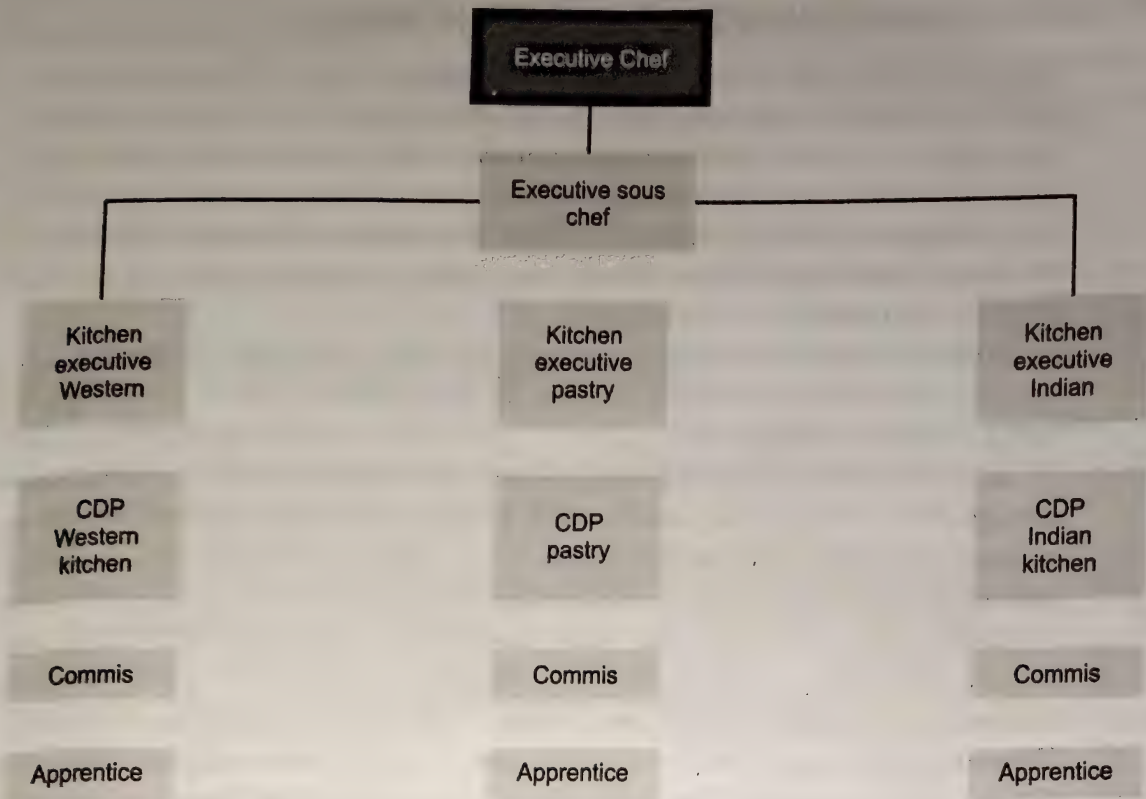 Executive Chef
Executive sous
chef
Kitchen
executive
Western
Kitchen
executive
pastry
Kitchen
executive
Indian
CDP
Western
kitchen
CDP
pastry
CDP
Indian
kitchen
Commis
Commis
Commis
Apprentice
Apprentice
Apprentice